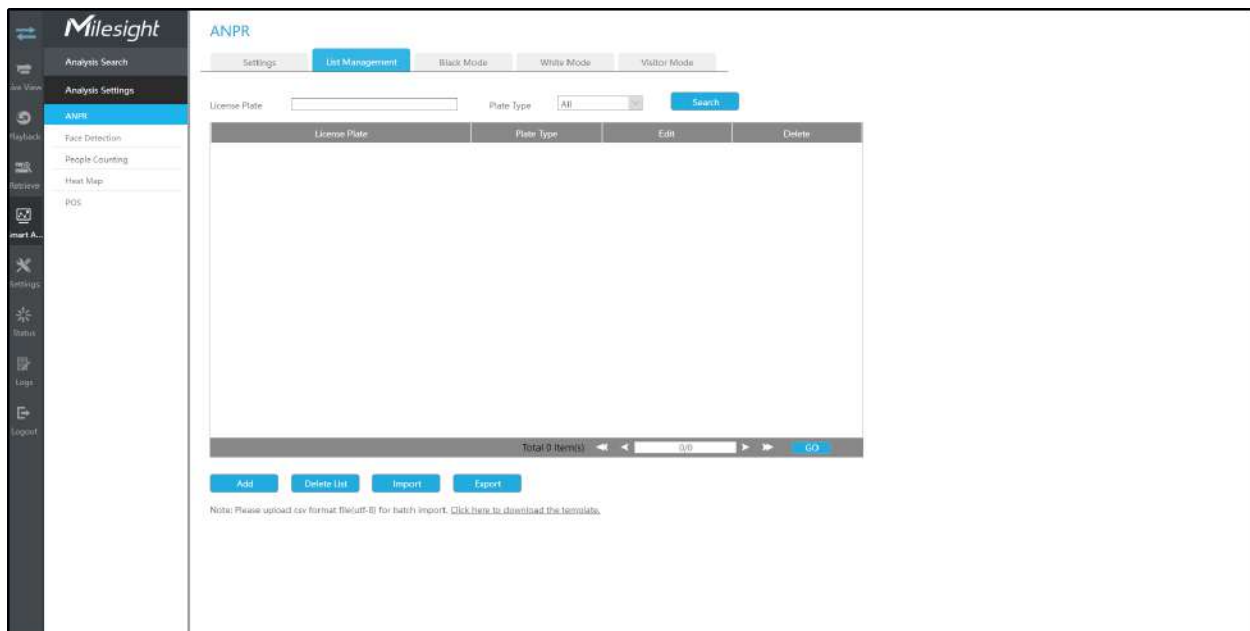 Milesight
ANPR
Analysis Search
Settings
List Management
Black Mode
White Mode
Visitor Mode
ive View
Analysis Settings
License Plate
Plate Type
All
Search
ANPR
Playback
Face Detection
License Plate
Plate Type
Edit
Delete
People Counting
Retrieve
Heat Map
POS
mart A...
Settings
Status
Logs
Logout
Total 0 Item(s)
0/0
GO
Add
Delete List
Import
Export
Note: Please upload csv format file(utf-8) for batch import. Click here to download the template.